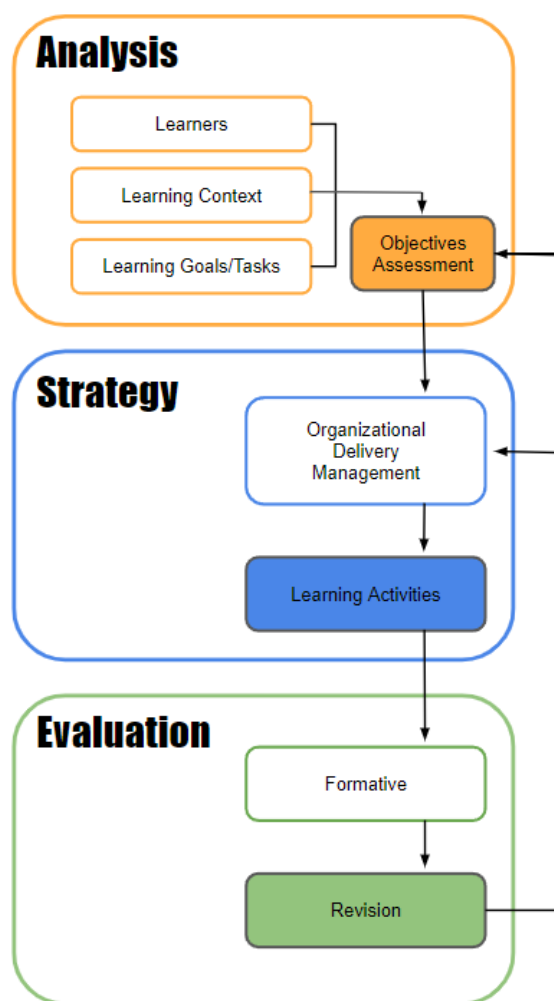 Analysis
Learners
Learning Context
Learning Goals/Tasks
Objectives
Assessment
Strategy
Organizational
Delivery
Management
Learning Activities
Evaluation
Formative
Revision